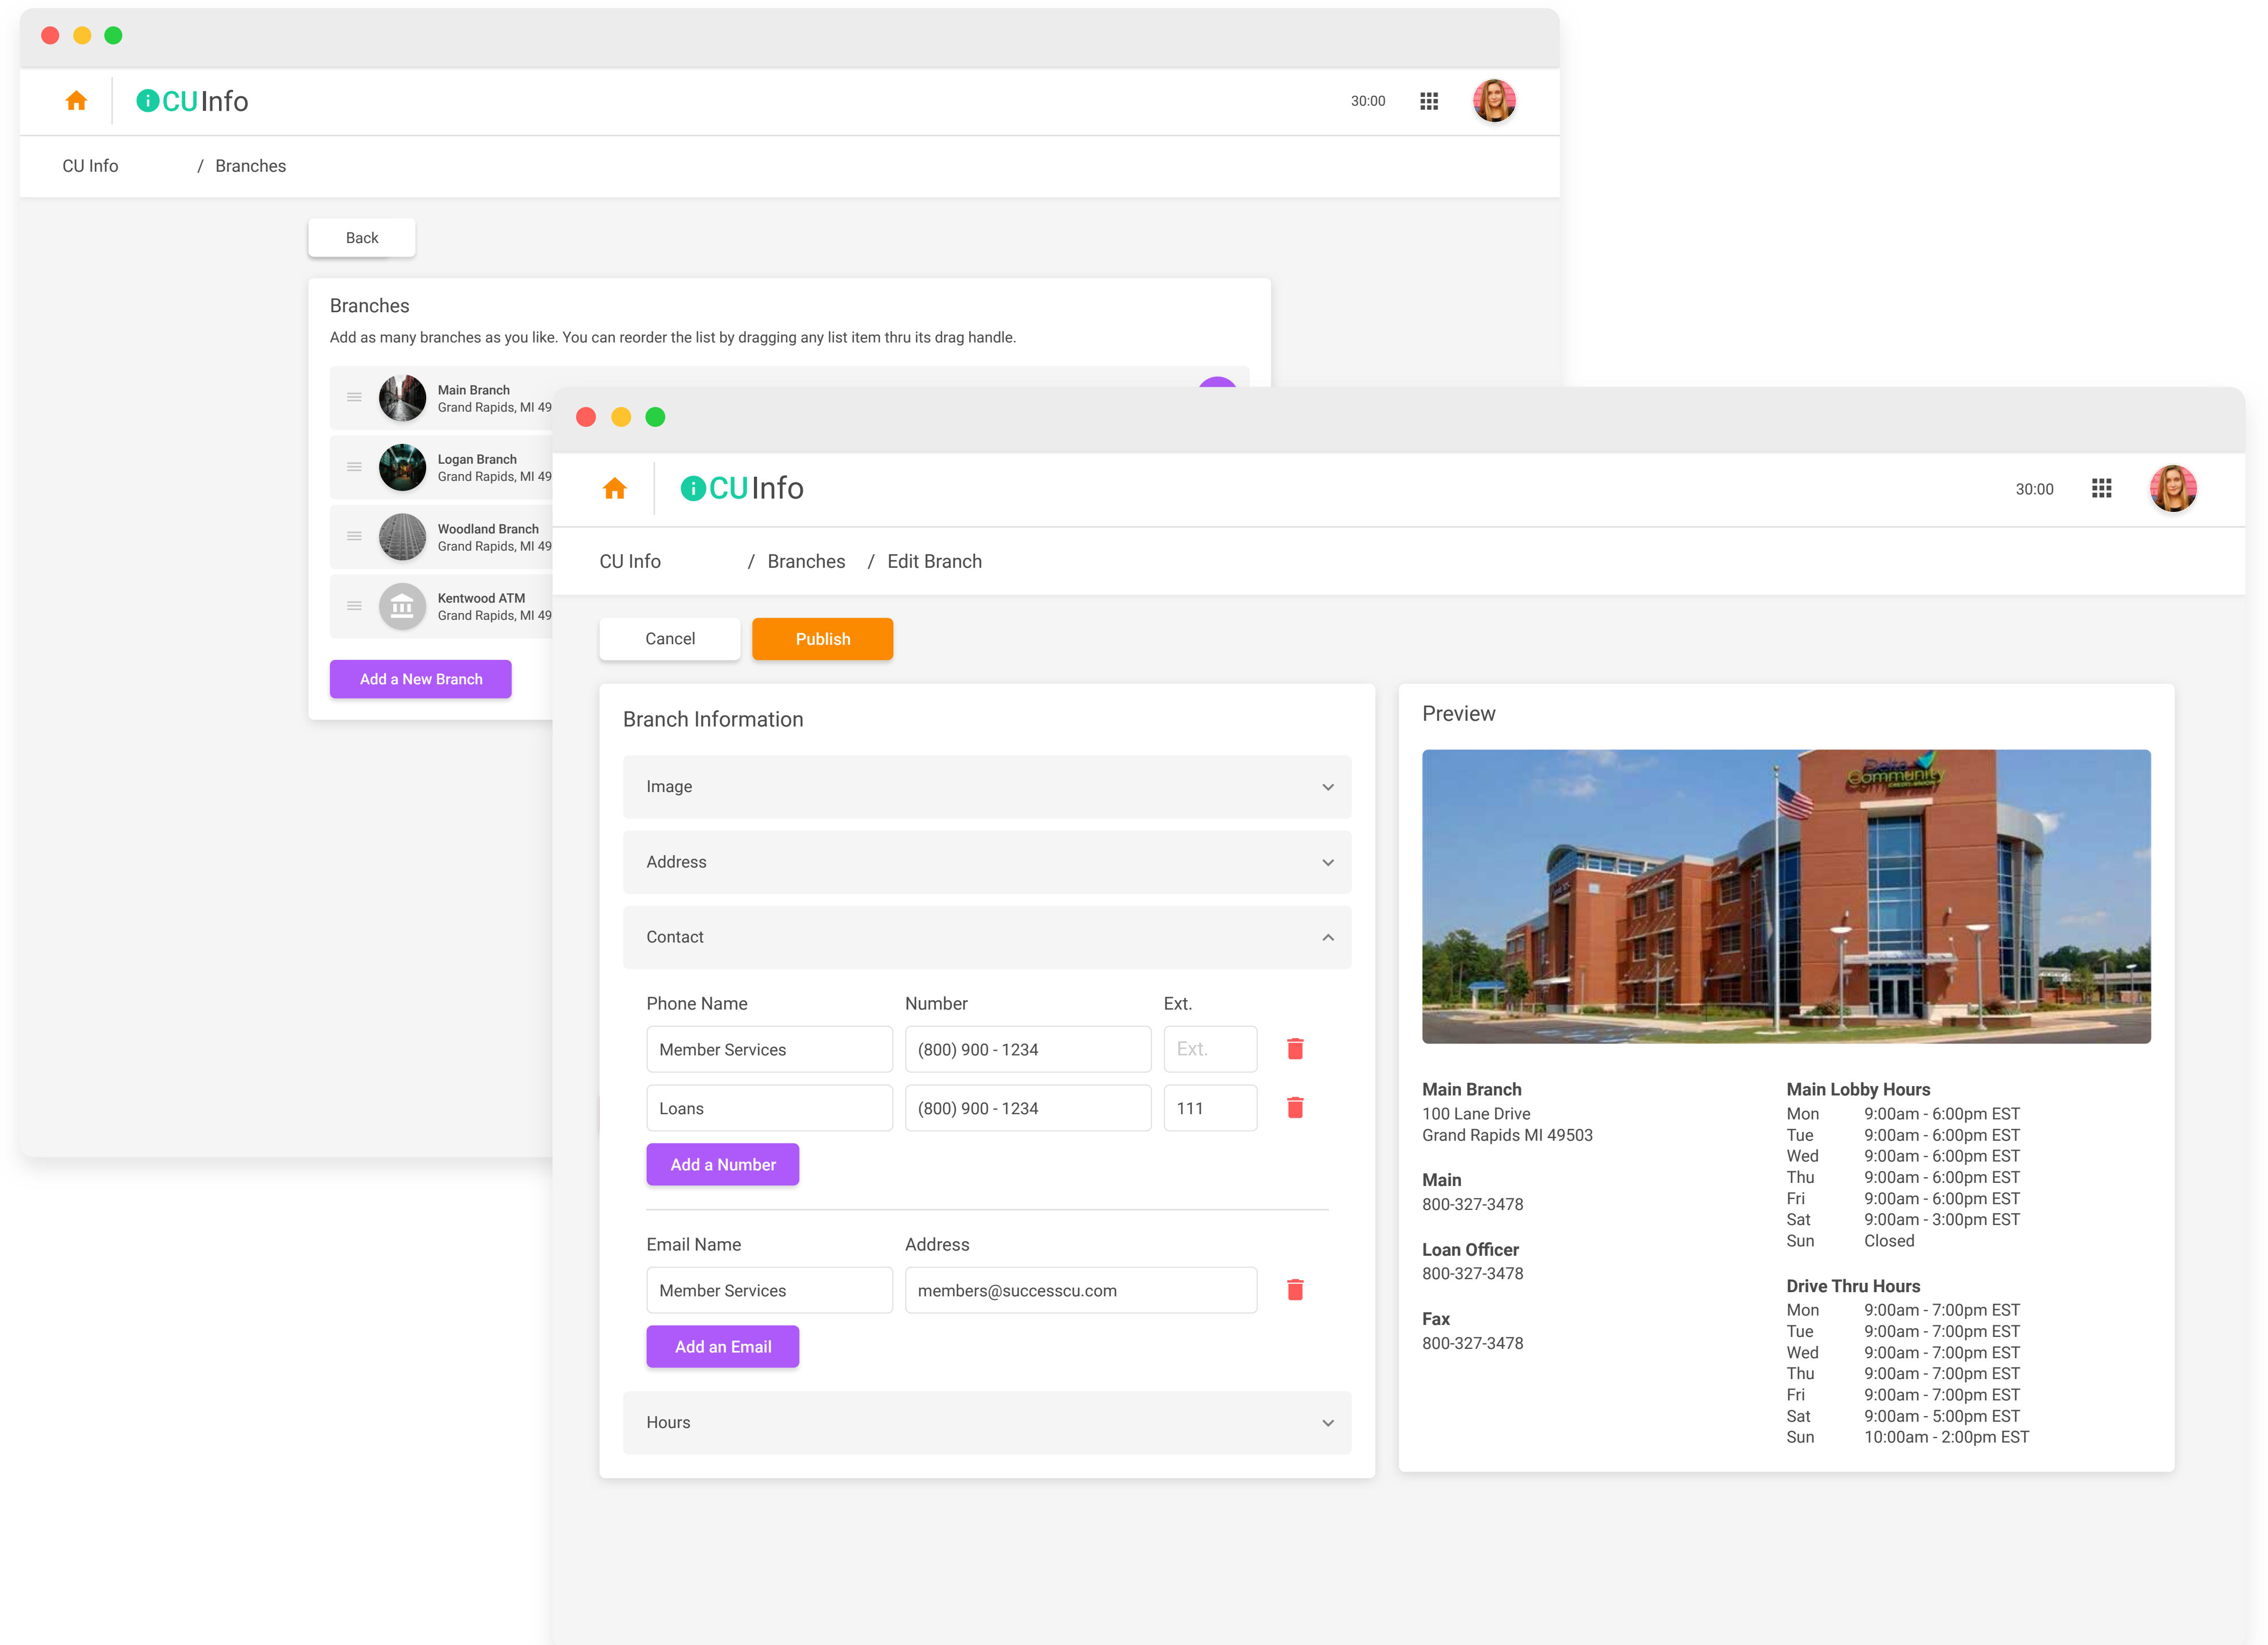 CU Info
30:00
CU Info / Branches
Back
Branches
Add as many branches as you like. You can reorder the list by dragging any list item thru its drag handle.
Main Branch
Grand Rapids, MI 49
Logan Branch
Grand Rapids, MI 49
Woodland Branch
Grand Rapids, MI 49
Kentwood ATM
Grand Rapids, MI 49
Add a New Branch
CU Info
30:00
CU Info / Branches / Edit Branch
Cancel
Publish
Branch Information
Image
Address
Contact
Phone Name Number Ext.
Member Services (800) 900 - 1234 Ext.
Loans (800) 900 - 1234 111
Add a Number
Email Name Address
Member Services members@successcu.com
Add an Email
Hours
Preview
Delta
Community
CREDIT UNION
Main Branch
100 Lane Drive
Grand Rapids MI 49503
Main
800-327-3478
Loan Officer
800-327-3478
Fax
800-327-3478
Main Lobby Hours
Mon 9:00am - 6:00pm EST
Tue 9:00am - 6:00pm EST
Wed 9:00am - 6:00pm EST
Thu 9:00am - 6:00pm EST
Fri 9:00am - 6:00pm EST
Sat 9:00am - 3:00pm EST
Sun Closed
Drive Thru Hours
Mon 9:00am - 7:00pm EST
Tue 9:00am - 7:00pm EST
Wed 9:00am - 7:00pm EST
Thu 9:00am - 7:00pm EST
Fri 9:00am - 7:00pm EST
Sat 9:00am - 5:00pm EST
Sun 10:00am - 2:00pm EST